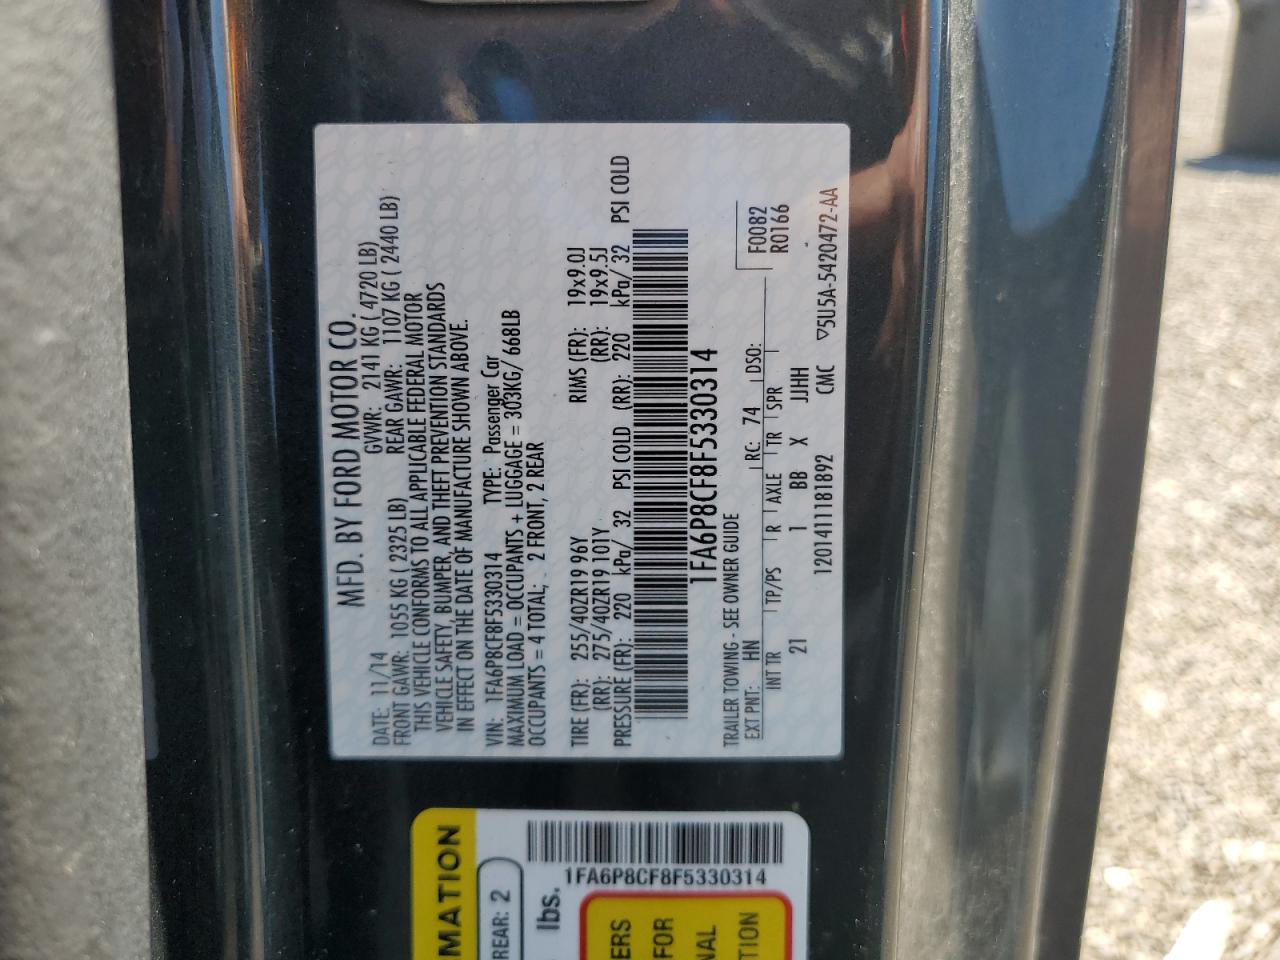 MFD. BY FORD MOTOR CO.
DATE: 11/14 GVWR: 2141 KG ( 4720 LB)
FRONT GAWR: 1055 KG ( 2325 LB) REAR GAWR: 1107 KG ( 2440 LB)
THIS VEHICLE CONFORMS TO ALL APPLICABLE FEDERAL MOTOR
VEHICLE SAFETY, BUMPER, AND THEFT PREVENTION STANDARDS
IN EFFECT ON THE DATE OF MANUFACTURE SHOWN ABOVE.
VIN: 1FA6P8CF8F5330314 TYPE: Passenger Car
MAXIMUM LOAD = OCCUPANTS + LUGGAGE = 303KG/ 668LB
OCCUPANTS = 4 TOTAL; 2 FRONT, 2 REAR
TIRE (FR): 255/40ZR19 96Y RIMS (FR): 19x9.0J
(RR): 275/40ZR19 101Y (RR): 19x9.5J
PRESSURE (FR): 220 kPa/ 32 PSI COLD (RR): 220 kPa/ 32 PSI COLD
1FA6P8CF8F5330314
TRAILER TOWING - SEE OWNER GUIDE
EXT PNT: HN RC: 74 DSO: F0082
R0166
INT TR TP/PS R AXLE TR SPR
21 1 BB X JJHH
12014111181892 CMC ▽5U5A-5420472-AA
MATION
REAR: 2
lbs.
1FA6P8CF8F5330314
ERS
FOR
NAL
TION